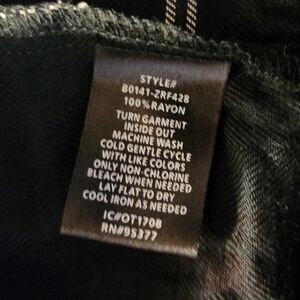 STYLE#
B0141-ZRF428
100%RAYON
TURN GARMENT
INSIDE OUT
MACHINE WASH
COLD GENTLE CYCLE
WITH LIKE COLORS
ONLY NON-CHLORINE
BLEACH WHEN NEEDED
LAY FLAT TO DRY
COOL IRON AS NEEDED
IC#OT1708
RN#95377